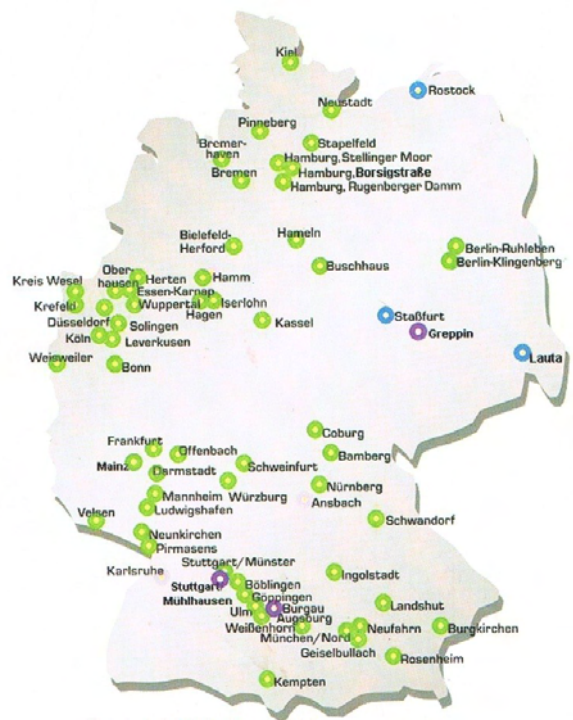 Kiel
Rostock
Neustadt
Pinneberg
Stapelfeld
Bremer-
haven
Hamburg, Stellinger Moor
Hamburg, Borsigstraße
Bremen
Hamburg, Rugenberger Damm
Bielefeld-
Herford
Hameln
Berlin-Ruhleben
Berlin-Klingenberg
Buschhaus
Ober-
hausen
Herten
Hamm
Kreis Wesel
Essen-Karnap
Krefeld
Wuppertal
Iserlohn
Hagen
Staßfurt
Düsseldorf
Solingen
Kassel
Greppin
Köln
Leverkusen
Weisweiler
Lauta
Bonn
Coburg
Frankfurt
Offenbach
Bamberg
Mainz
Darmstadt
Schweinfurt
Nürnberg
Mannheim
Würzburg
Ansbach
Ludwigshafen
Velsen
Schwandorf
Neunkirchen
Pirmasens
Stuttgart/Münster
Karlsruhe
Ingolstadt
Stuttgart
Böblingen
Mühlhausen
Göppingen
Landshut
Ulm
Burgau
Augsburg
Weißenhorn
Neufahrn
Burgkirchen
München/Nord
Geiselbullach
Rosenheim
Kempten